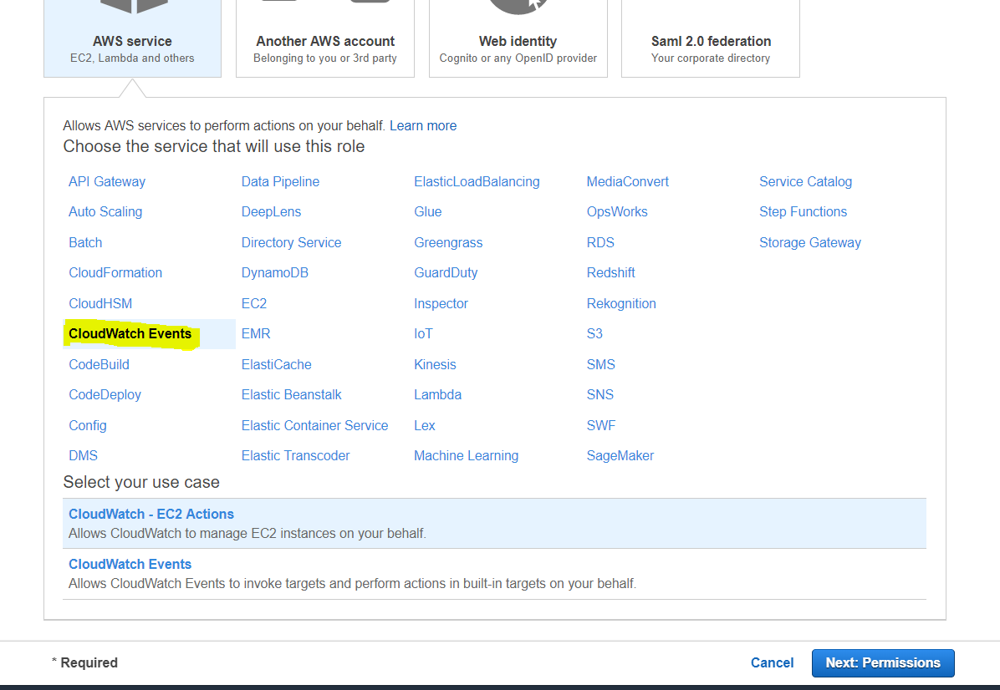 AWS service
EC2, Lambda and others
Another AWS account
Belonging to you or 3rd party
Web identity
Cognito or any OpenID provider
Saml 2.0 federation
Your corporate directory
Allows AWS services to perform actions on your behalf. Learn more
Choose the service that will use this role
API Gateway Data Pipeline ElasticLoadBalancing MediaConvert Service Catalog
Auto Scaling DeepLens Glue OpsWorks Step Functions
Batch Directory Service Greengrass RDS Storage Gateway
CloudFormation DynamoDB GuardDuty Redshift
CloudHSM EC2 Inspector Rekognition
CloudWatch Events EMR IoT S3
CodeBuild ElastiCache Kinesis SMS
CodeDeploy Elastic Beanstalk Lambda SNS
Config Elastic Container Service Lex SWF
DMS Elastic Transcoder Machine Learning SageMaker
Select your use case
CloudWatch - EC2 Actions
Allows CloudWatch to manage EC2 instances on your behalf.
CloudWatch Events
Allows CloudWatch Events to invoke targets and perform actions in built-in targets on your behalf.
* Required Cancel Next: Permissions